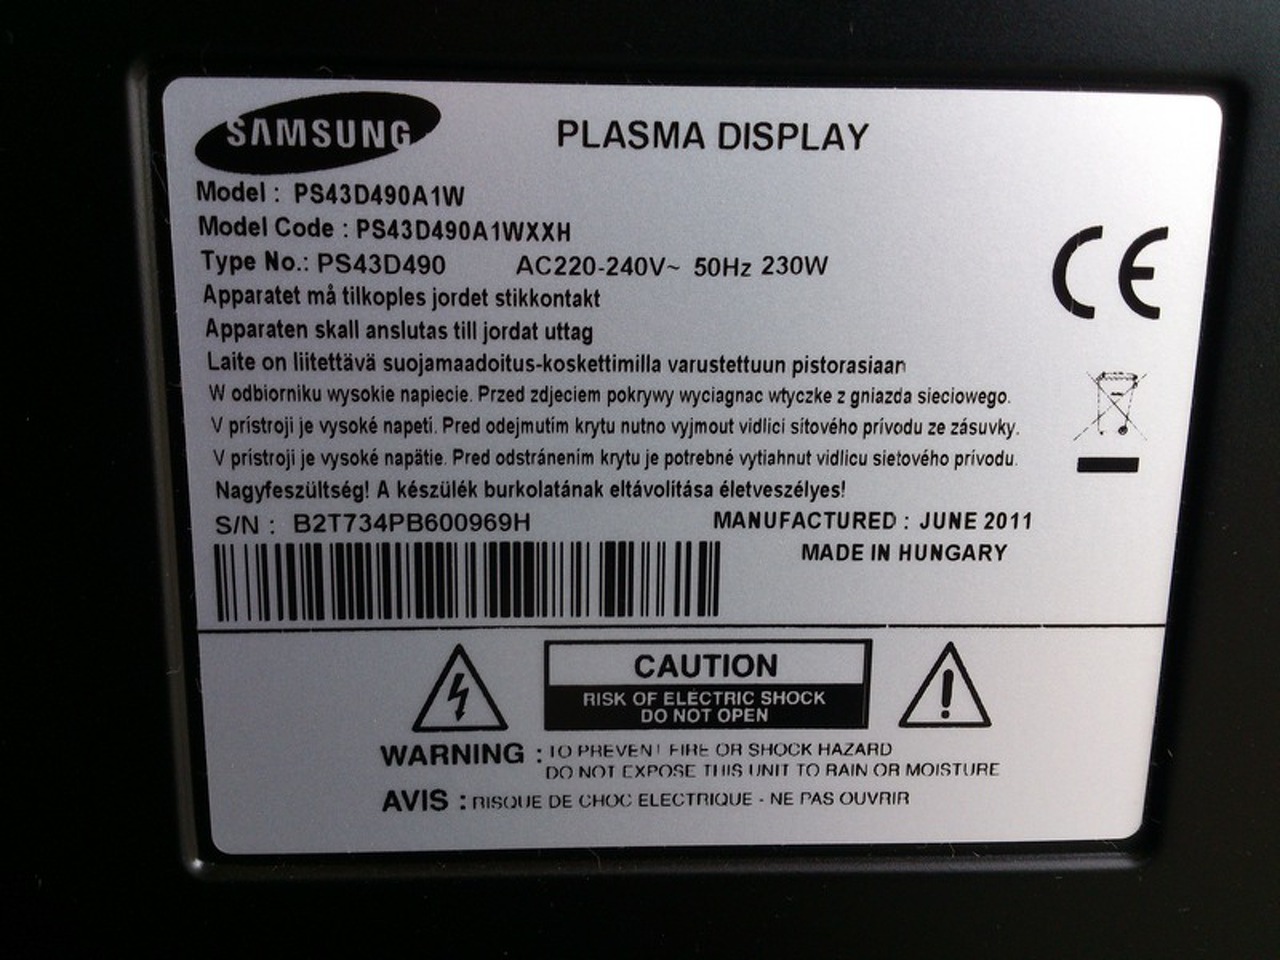 SAMSUNG
PLASMA DISPLAY
Model : PS43D490A1W
Model Code : PS43D490A1WXXH
Type No.: PS43D490 AC220-240V~ 50Hz 230W
Apparatet må tilkoples jordet stikkontakt
Apparaten skall anslutas till jordat uttag
Laite on liitettävä suojamaadoitus-koskettimilla varustettuun pistorasiaan
W odbiorniku wysokie napiecie. Przed zdjeciem pokrywy wyciagnac wtyczke z gniazda sieciowego.
V prístroji je vysoké napetí. Pred odejmutím krytu nutno vyjmout vidlici sítového prívodu ze zásuvky.
V prístroji je vysoké napätie. Pred odstránením krytu je potrebné vytiahnut vidlicu sietového prívodu.
Nagyfeszültség! A készülék burkolatának eltávolítása életveszélyes!
S/N : B2T734PB600969H
MANUFACTURED : JUNE 2011
MADE IN HUNGARY
CE
CAUTION
RISK OF ELECTRIC SHOCK
DO NOT OPEN
WARNING : TO PREVENT FIRE OR SHOCK HAZARD
DO NOT EXPOSE THIS UNIT TO RAIN OR MOISTURE
AVIS : RISQUE DE CHOC ELECTRIQUE - NE PAS OUVRIR